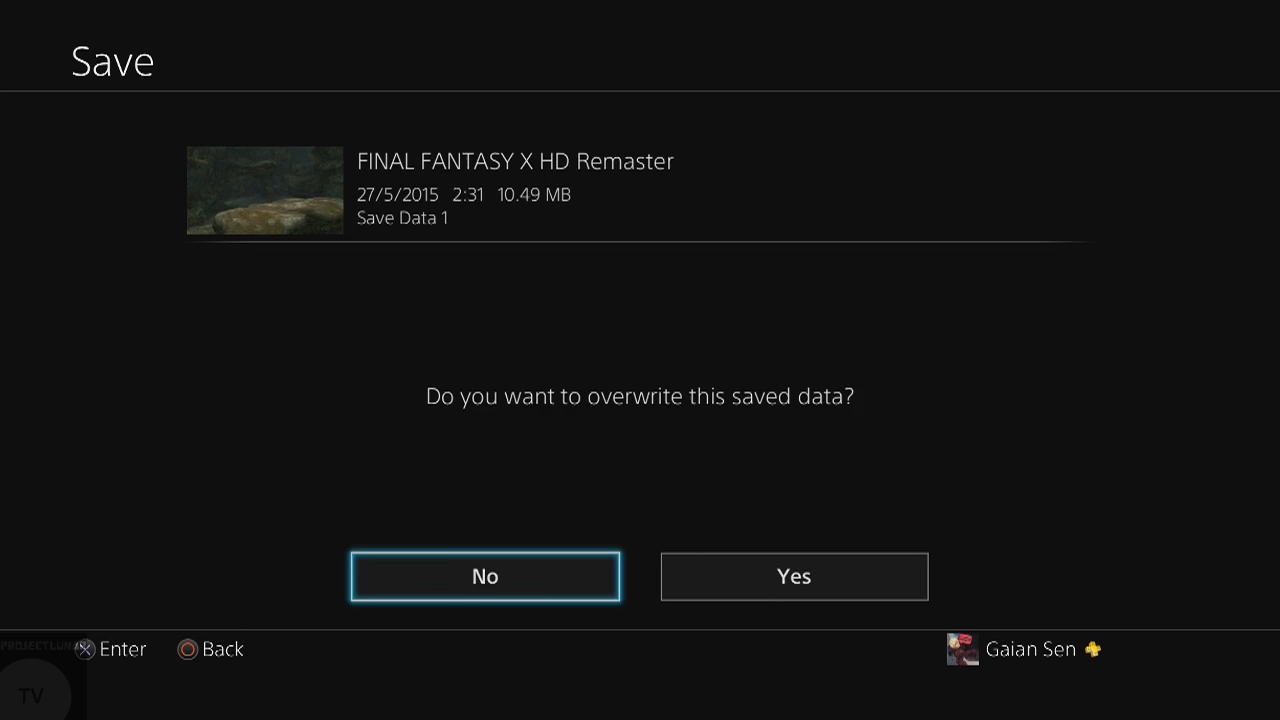 Save
FINAL FANTASY X HD Remaster
27/5/2015 2:31 10.49 MB
Save Data 1
Do you want to overwrite this saved data?
No Yes
Enter Back Gaian Sen
TV